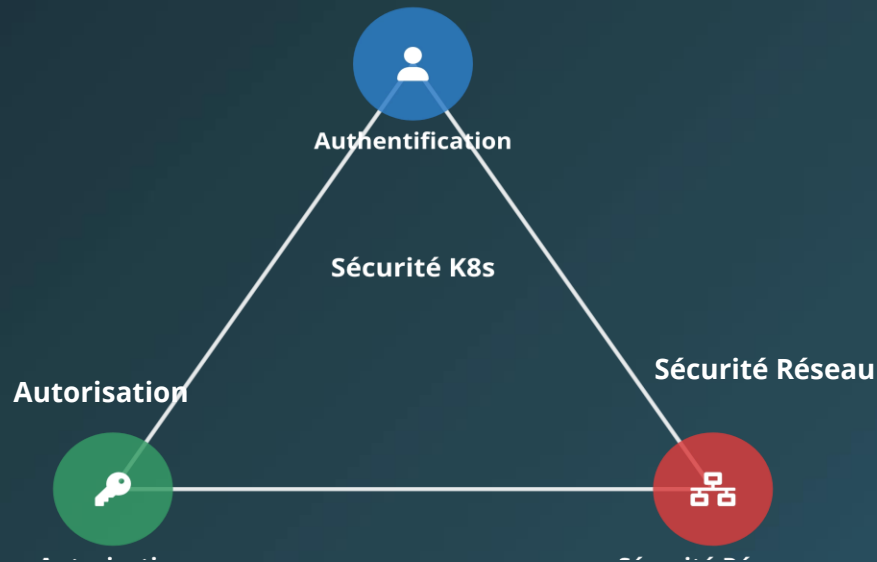 Authentification
Sécurité K8s
Sécurité Réseau
Autorisation